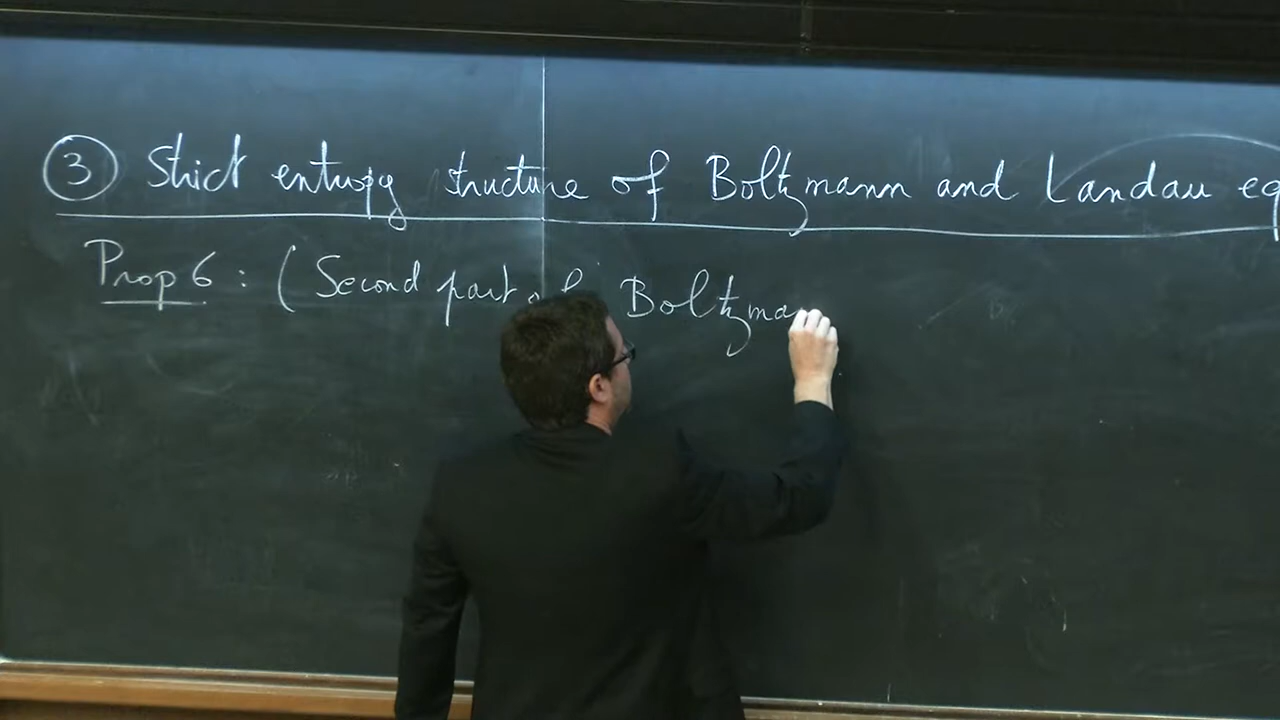 ③ Strict entropy structure of Boltzmann and Landau eq
Prop 6 : ( Second part of Boltzma